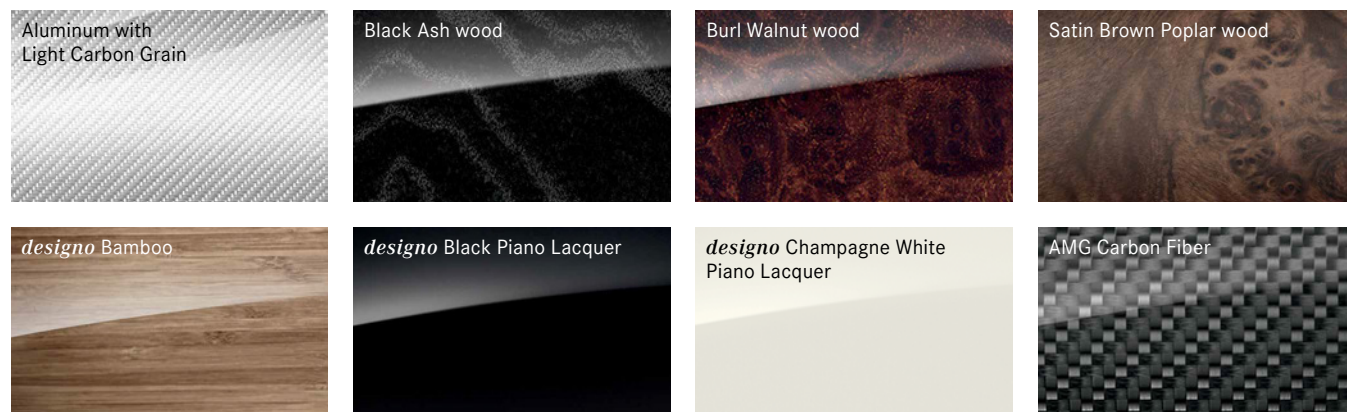 Aluminum with
Light Carbon Grain
Black Ash wood
Burl Walnut wood
Satin Brown Poplar wood
designo Bamboo
designo Black Piano Lacquer
designo Champagne White
Piano Lacquer
AMG Carbon Fiber